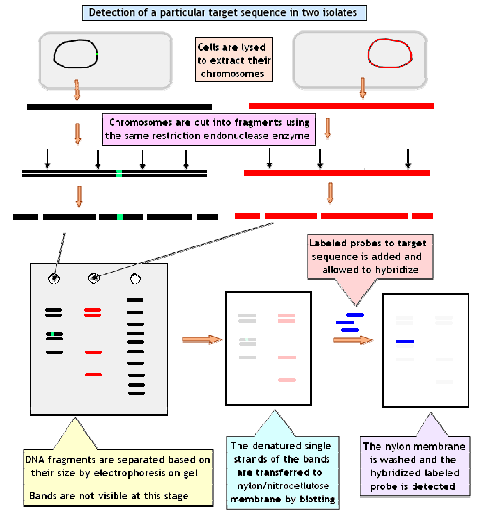 Detection of a particular target sequence in two isolates
Cells are lysed
to extract their
chromosomes
Chromosomes are cut into fragments using
the same restriction endonuclease enzyme
Labeled probes to target
sequence is added and
allowed to hybridize
DNA fragments are separated based on
their size by electrophoresis on gel
Bands are not visible at this stage
The denatured single
strands of the bands
are transferred to
nylon/nitrocellulose
membrane by blotting
The nylon membrane
is washed and the
hybridized labeled
probe is detected